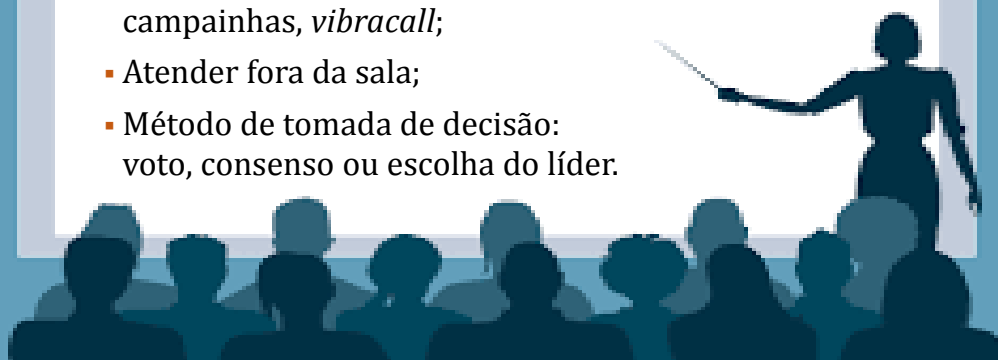 campainhas, vibracall;
▪ Atender fora da sala;
▪ Método de tomada de decisão:
voto, consenso ou escolha do líder.